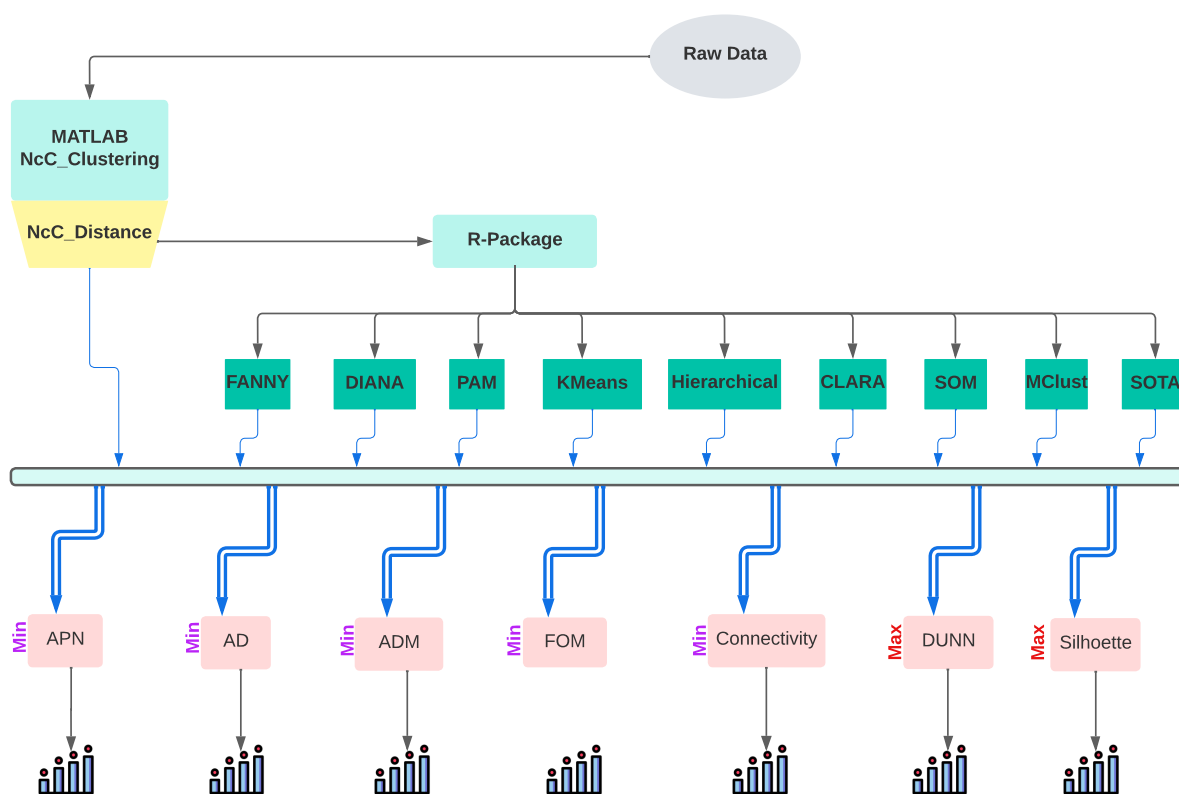 Raw Data
MATLAB
NcC_Clustering
NcC_Distance
R-Package
FANNY
DIANA
PAM
KMeans
Hierarchical
CLARA
SOM
MClust
SOTA
Min
APN
Min
AD
Min
ADM
Min
FOM
Min
Connectivity
Max
DUNN
Max
Silhoette